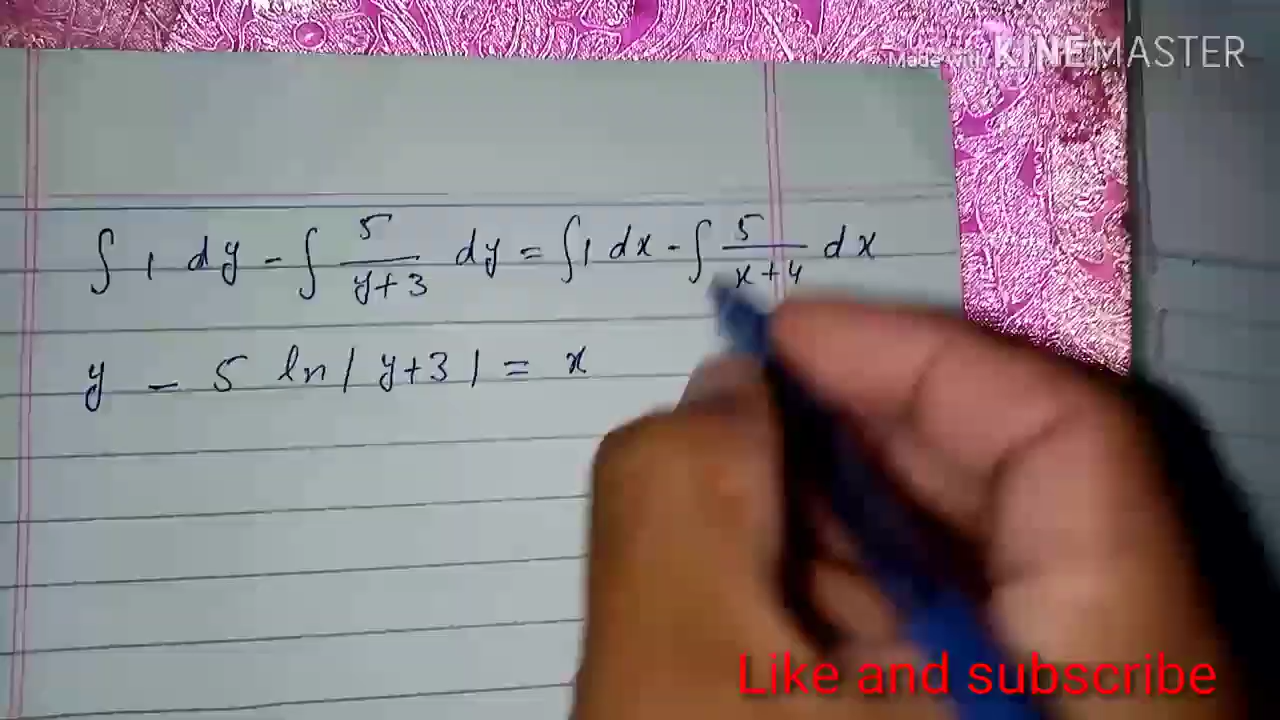 Made with KINEMASTER
∫ 1 dy - ∫ 5/(y+3) dy = ∫ 1 dx - ∫ 5/(x+4) dx
y - 5 ln|y+3| = x
Like and subscribe